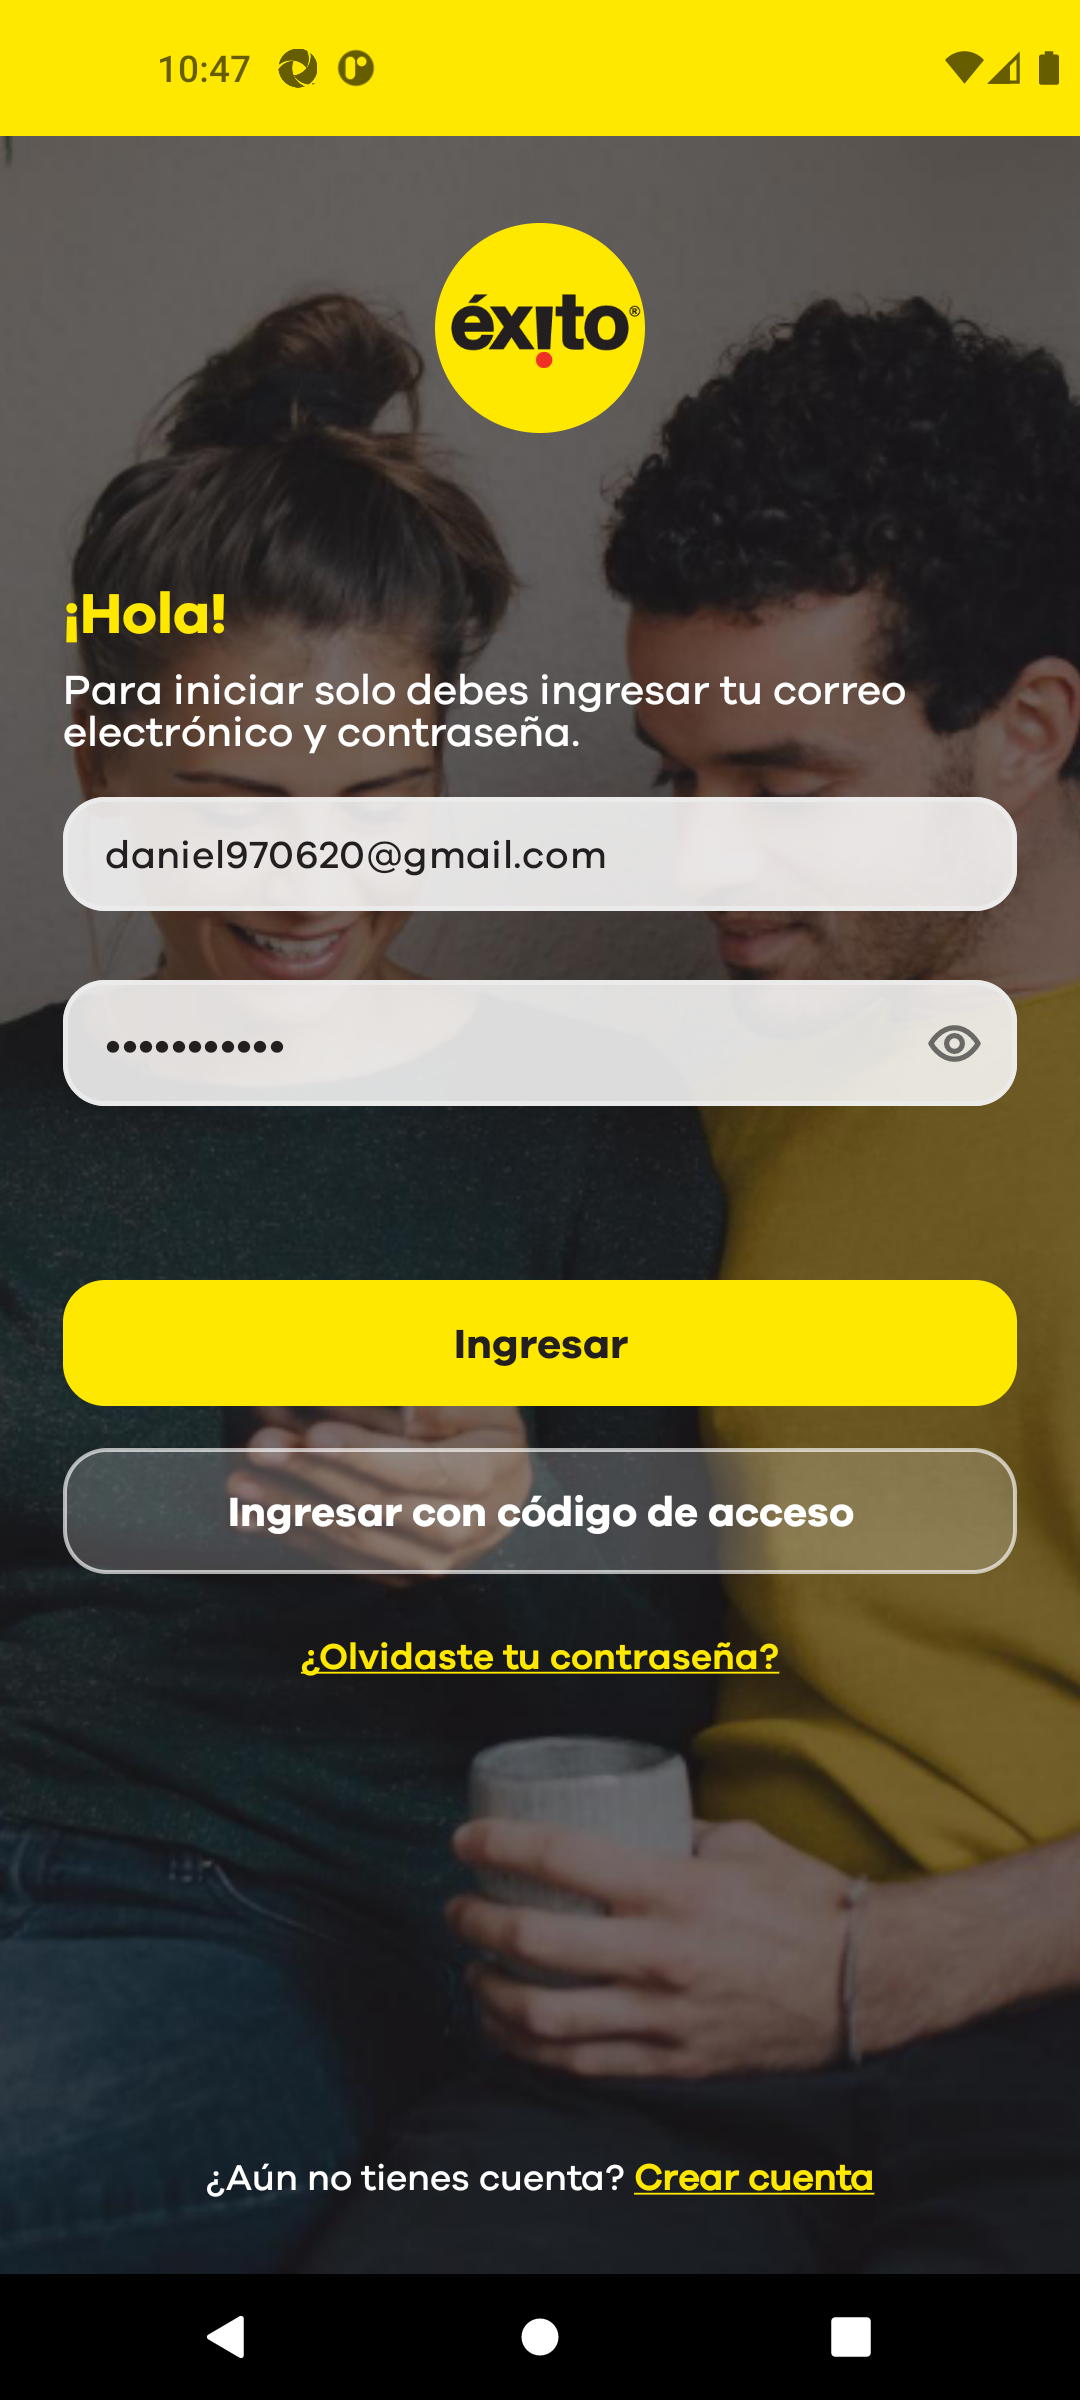 10:47
éxito®
¡Hola!
Para iniciar solo debes ingresar tu correo
electrónico y contraseña.
daniel970620@gmail.com
•••••••••••
Ingresar
Ingresar con código de acceso
¿Olvidaste tu contraseña?
¿Aún no tienes cuenta? Crear cuenta